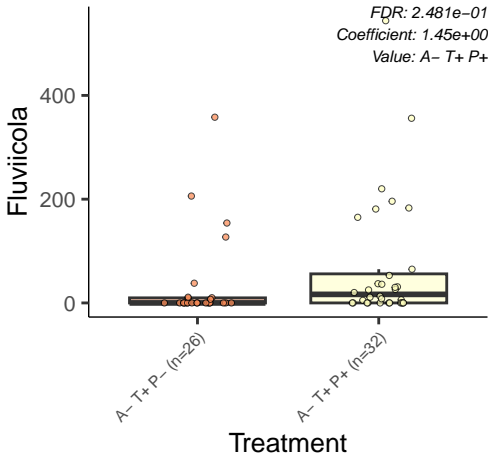 FDR: 2.481e−01
Coefficient: 1.45e+00
Value: A− T+ P+
Fluviicola
400
200
0
A− T+ P− (n=26)
A− T+ P+ (n=32)
Treatment